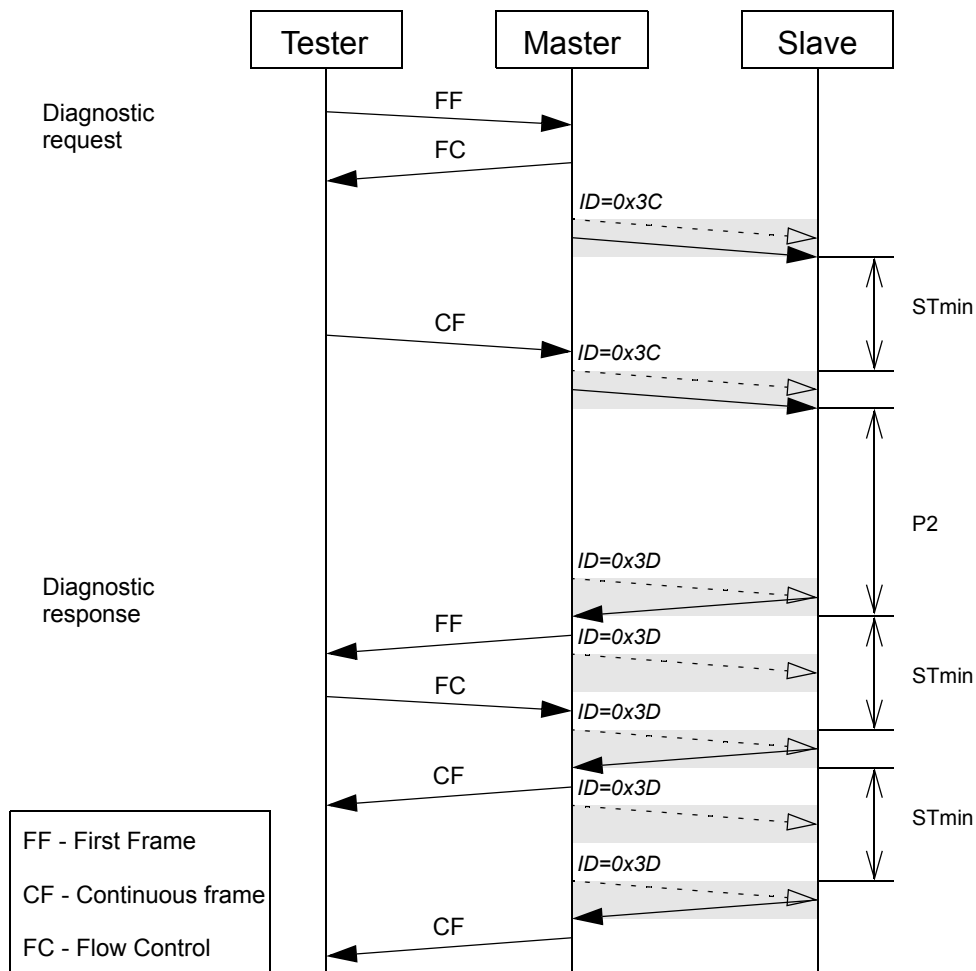 Tester
Master
Slave
Diagnostic
request
FF
FC
ID=0x3C
STmin
CF
ID=0x3C
P2
ID=0x3D
Diagnostic
response
FF
ID=0x3D
STmin
FC
ID=0x3D
CF
ID=0x3D
STmin
ID=0x3D
CF
FF - First Frame
CF - Continuous frame
FC - Flow Control